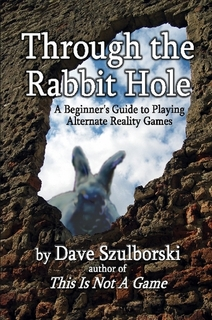 Through the
Rabbit Hole
A Beginner's Guide to Playing
Alternate Reality Games
by Dave Szulborski
author of
This Is Not A Game